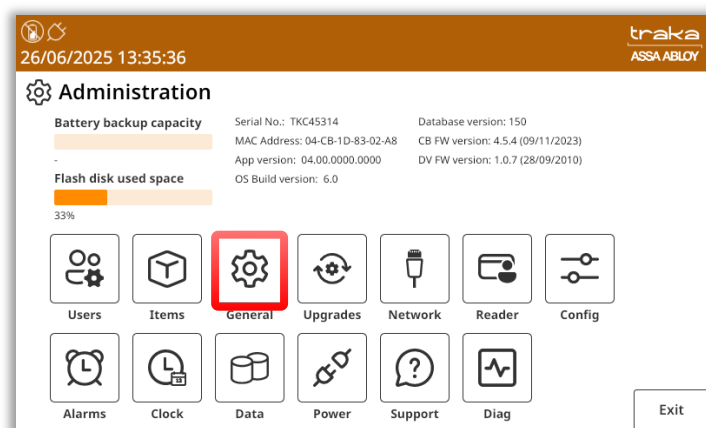 traka
26/06/2025 13:35:36
ASSA ABLOY
Administration
Battery backup capacity
-
Flash disk used space
33%
Serial No.: TKC45314
MAC Address: 04-CB-1D-83-02-A8
App version: 04.00.0000.0000
OS Build version: 6.0
Database version: 150
CB FW version: 4.5.4 (09/11/2023)
DV FW version: 1.0.7 (28/09/2010)
Users
Items
General
Upgrades
Network
Reader
Config
Alarms
Clock
Data
Power
Support
Diag
Exit